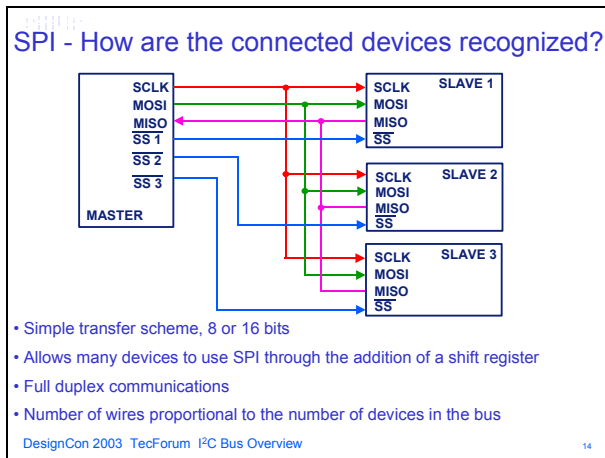 PHILIPS
SPI - How are the connected devices recognized?
SCLK
MOSI
MISO
SS 1
SS 2
SS 3
MASTER
SCLK
SLAVE 1
MOSI
MISO
SS
SCLK
SLAVE 2
MOSI
MISO
SS
SCLK
SLAVE 3
MOSI
MISO
SS
• Simple transfer scheme, 8 or 16 bits
• Allows many devices to use SPI through the addition of a shift register
• Full duplex communications
• Number of wires proportional to the number of devices in the bus
DesignCon 2003 TecForum I²C Bus Overview
14